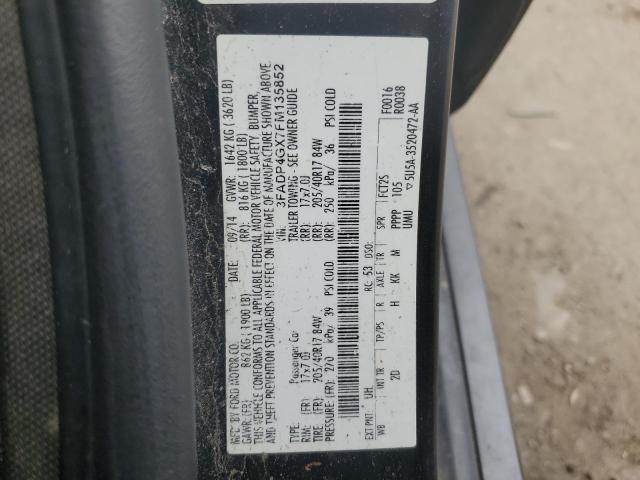 MFG. BY FORD MOTOR CO.
DATE: 09/14 GVWR: 1642 KG ( 3620 LB)
GAWR:(FR) 862 KG ( 1900 LB) (RR): 816 KG ( 1800 LB)
THIS VEHICLE CONFORMS TO ALL APPLICABLE FEDERAL MOTOR VEHICLE SAFETY, BUMPER,
AND THEFT PREVENTION STANDARDS IN EFFECT ON THE DATE OF MANUFACTURE SHOWN ABOVE.
VIN: 3FADP4GX7FM135852
TYPE: Passenger Car TRAILER TOWING - SEE OWNER GUIDE
RIM: (FR) 17x7.0J (RR): 17x7.0J
TIRE (FR): 205/40R17 84W (RR): 205/40R17 84W
PRESSURE:(FR): 270 kPa/ 39 PSI COLD (RR): 250 kPa/ 36 PSI COLD
EXT PNT: UH RC: 53 DSO: F0016
R0038
WB INT TR TP/PS R AXLE TR SPR FCT2S
2D H KK M PPPP 105
UMU ▽5U5A-3520472-AA